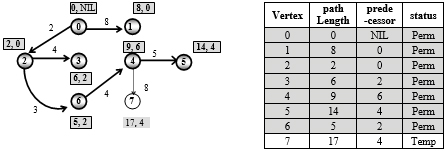 0, NIL
8, 0
0
8
1
2
2, 0
4
9, 6
14, 4
2
3
4
5
5
6, 2
6
4
8
7
3
5, 2
17, 4
Vertex path Length prede -cessor status
0 0 NIL Perm
1 8 0 Perm
2 2 0 Perm
3 6 2 Perm
4 9 6 Perm
5 14 4 Perm
6 5 2 Perm
7 17 4 Temp